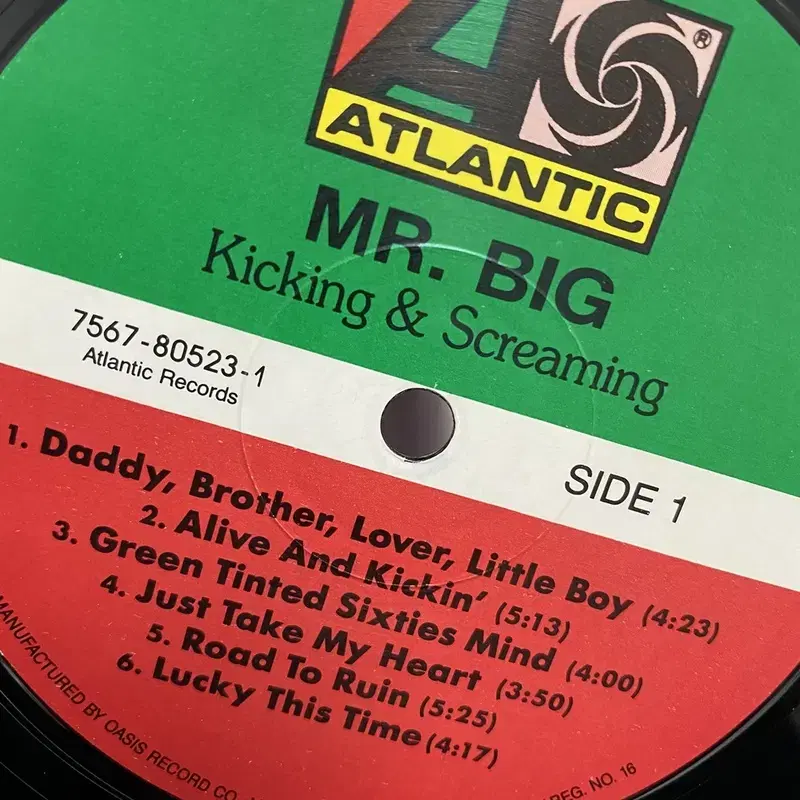 ATLANTIC
®
MR. BIG
Kicking & Screaming
7567-80523-1
Atlantic Records
SIDE 1
1. Daddy, Brother, Lover, Little Boy (4:23)
2. Alive And Kickin' (5:13)
3. Green Tinted Sixties Mind (4:00)
4. Just Take My Heart (3:50)
5. Road To Ruin (5:25)
6. Lucky This Time (4:17)
MANUFACTURED BY OASIS RECORD CO.
REG. NO. 16